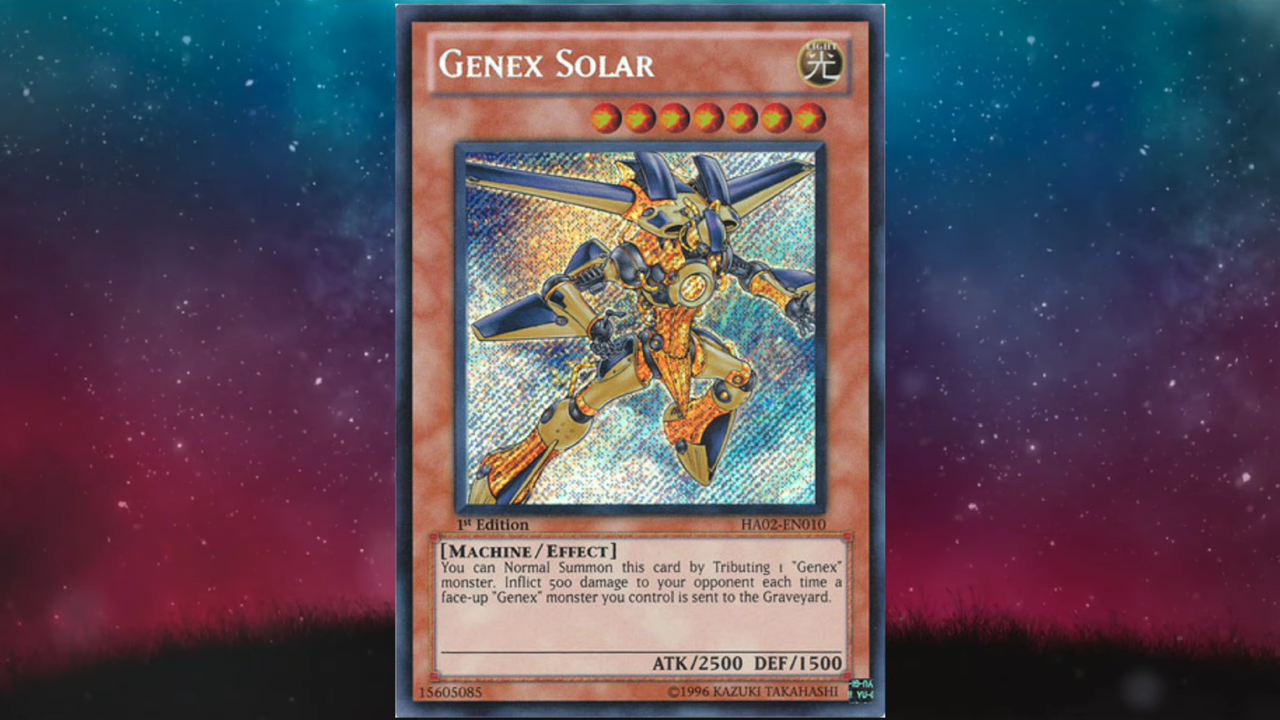 GENEX SOLAR
LIGHT
光
1st Edition
HA02-EN010
[MACHINE/EFFECT]
You can Normal Summon this card by Tributing 1 "Genex"
monster. Inflict 500 damage to your opponent each time a
face-up "Genex" monster you control is sent to the Graveyard.
ATK/2500 DEF/1500
15605085
©1996 KAZUKI TAKAHASHI